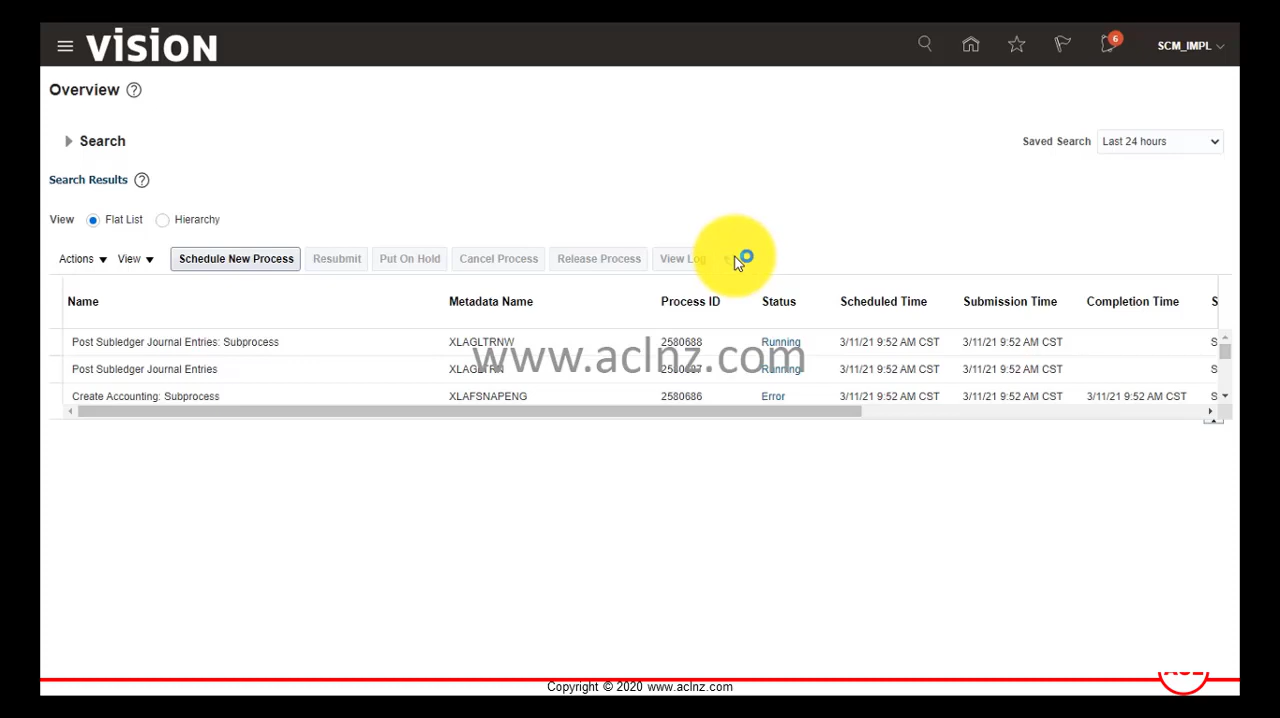 VISION
6
SCM_IMPL
Overview
Search
Saved Search Last 24 hours
Search Results
View Flat List Hierarchy
Actions View Schedule New Process Resubmit Put On Hold Cancel Process Release Process View Log
Name Metadata Name Process ID Status Scheduled Time Submission Time Completion Time S
Post Subledger Journal Entries: Subprocess XLAGLTRNW 2580688 Running 3/11/21 9:52 AM CST 3/11/21 9:52 AM CST S
www.aclnz.com
Post Subledger Journal Entries XLAGLTRN 2580687 Running 3/11/21 9:52 AM CST 3/11/21 9:52 AM CST S
Create Accounting: Subprocess XLAFSNAPENG 2580686 Error 3/11/21 9:52 AM CST 3/11/21 9:52 AM CST 3/11/21 9:52 AM CST S
ACL
Copyright © 2020 www.aclnz.com